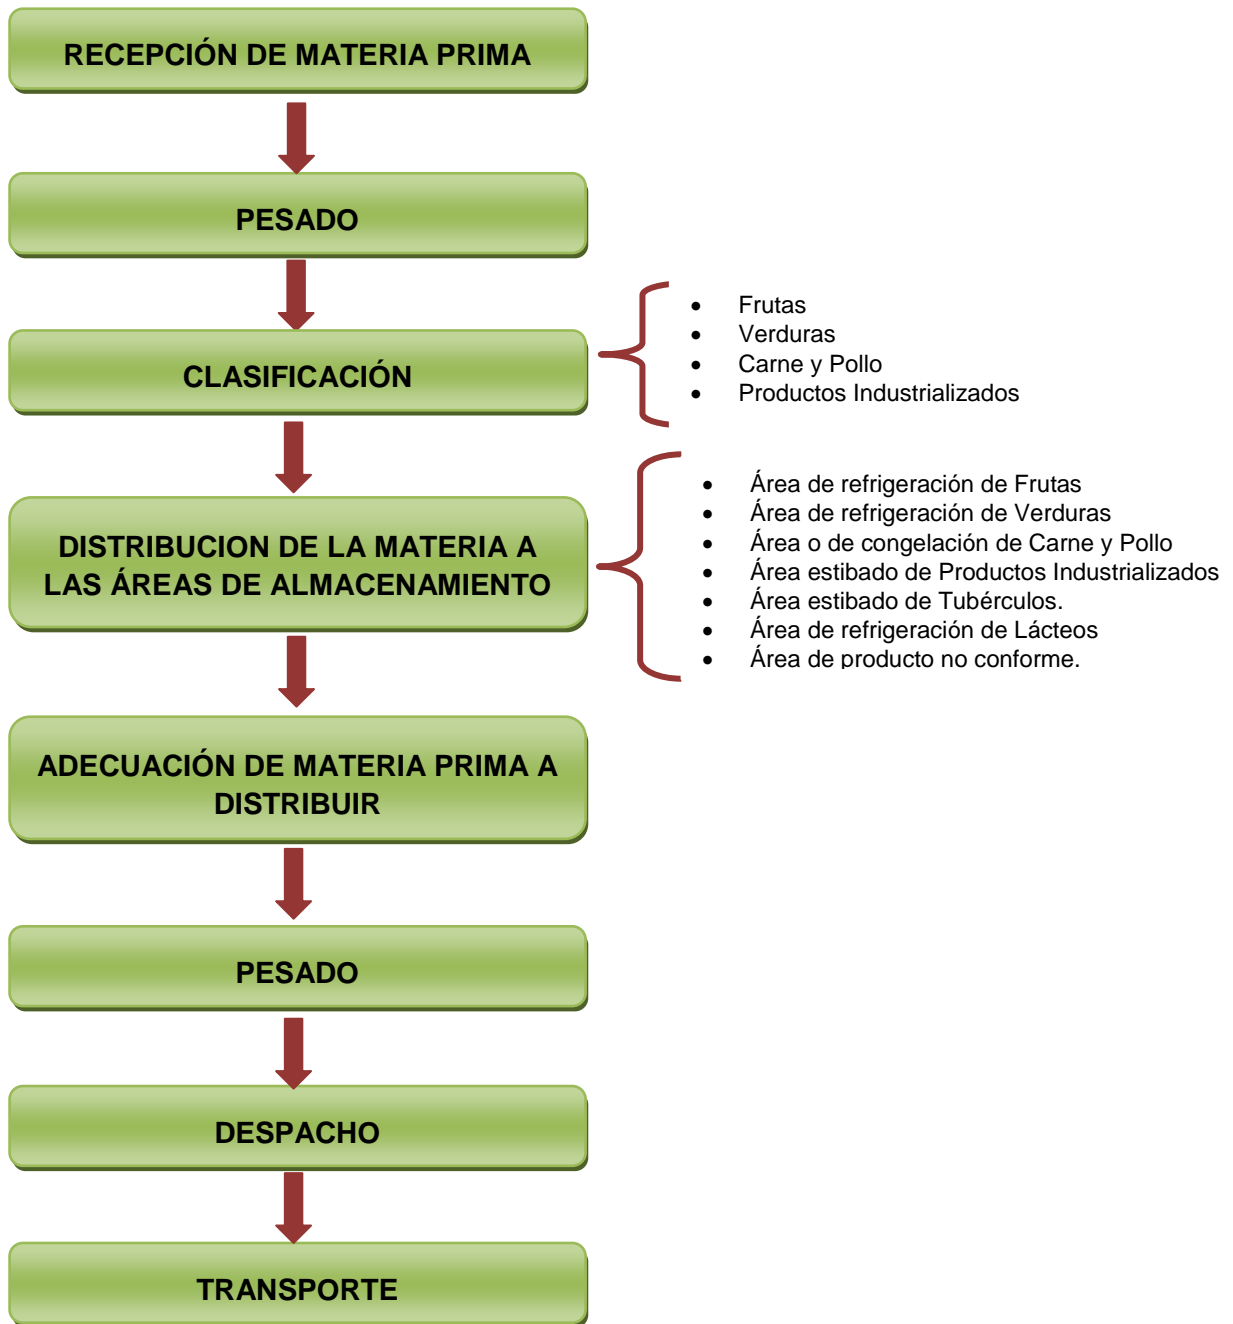 RECEPCIÓN DE MATERIA PRIMA
PESADO
CLASIFICACIÓN
• Frutas
• Verduras
• Carne y Pollo
• Productos Industrializados
DISTRIBUCION DE LA MATERIA A
LAS ÁREAS DE ALMACENAMIENTO
• Área de refrigeración de Frutas
• Área de refrigeración de Verduras
• Área o de congelación de Carne y Pollo
• Área estibado de Productos Industrializados
• Área estibado de Tubérculos.
• Área de refrigeración de Lácteos
• Área de producto no conforme.
ADECUACIÓN DE MATERIA PRIMA A
DISTRIBUIR
PESADO
DESPACHO
TRANSPORTE